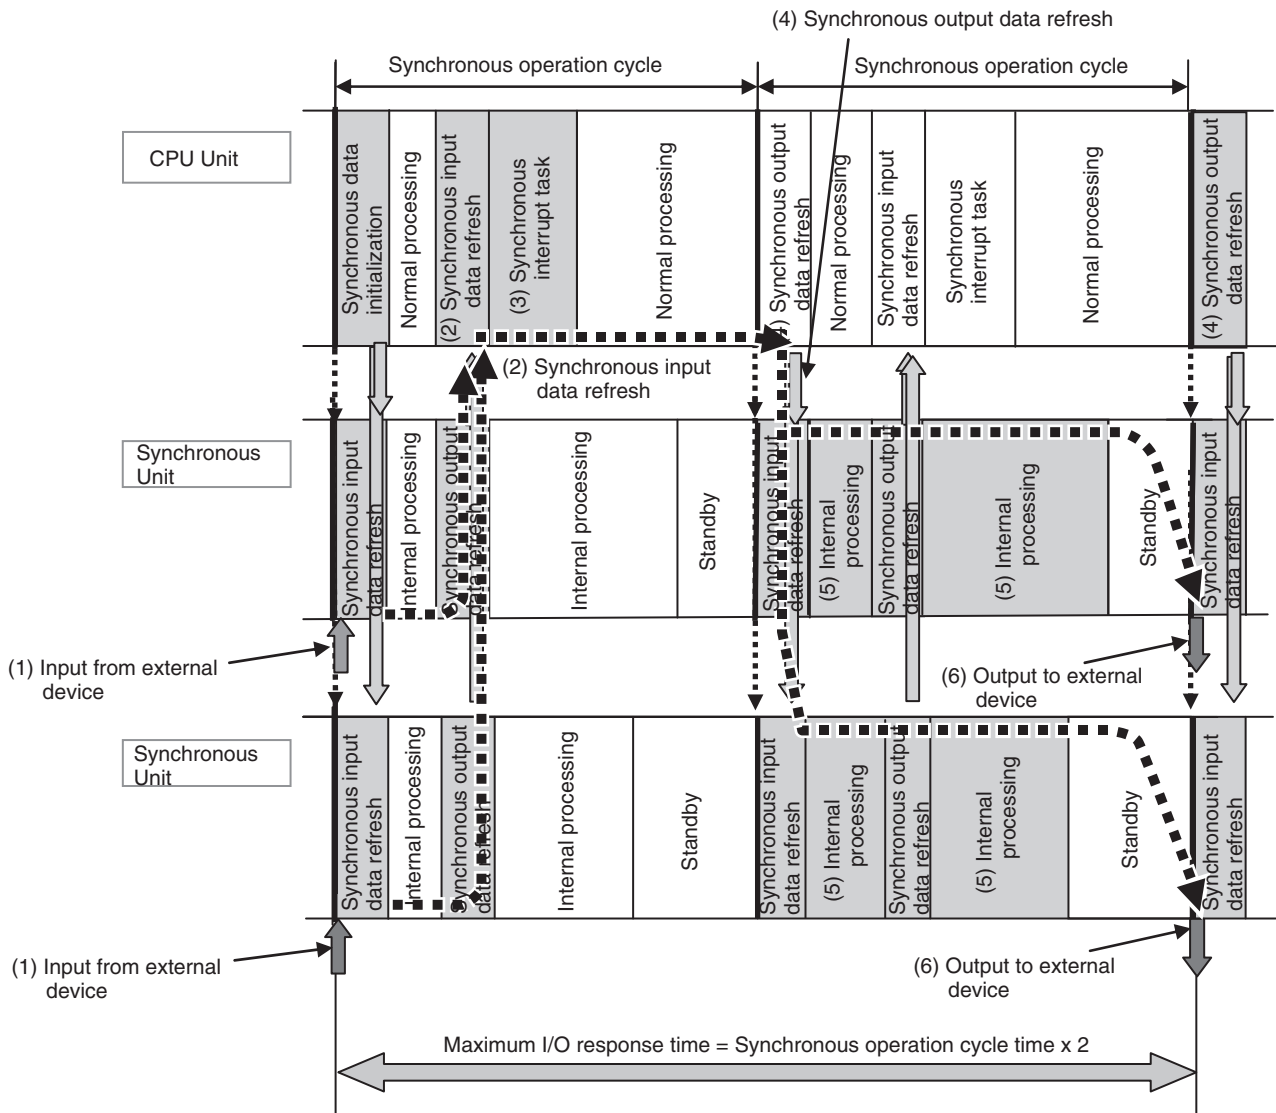 (4) Synchronous output data refresh
Synchronous operation cycle
Synchronous operation cycle
CPU Unit
Synchronous data
initialization
Normal processing
(2) Synchronous input
data refresh
(3) Synchronous
interrupt task
Normal processing
(4) Synchronous output
data refresh
Normal processing
Synchronous input
data refresh
Synchronous
interrupt task
Normal processing
(4) Synchronous output
data refresh
(2) Synchronous input
data refresh
Synchronous
Unit
Synchronous input
data refresh
Internal processing
Synchronous output
data refresh
Internal processing
Standby
Synchronous input
data refresh
(5) Internal
processing
Synchronous output
data refresh
(5) Internal
processing
Standby
Synchronous input
data refresh
(1) Input from external
device
(6) Output to external
device
Synchronous
Unit
Synchronous input
data refresh
Internal processing
Synchronous output
data refresh
Internal processing
Standby
Synchronous input
data refresh
(5) Internal
processing
Synchronous output
data refresh
(5) Internal
processing
Standby
Synchronous input
data refresh
(1) Input from external
device
(6) Output to external
device
Maximum I/O response time = Synchronous operation cycle time x 2